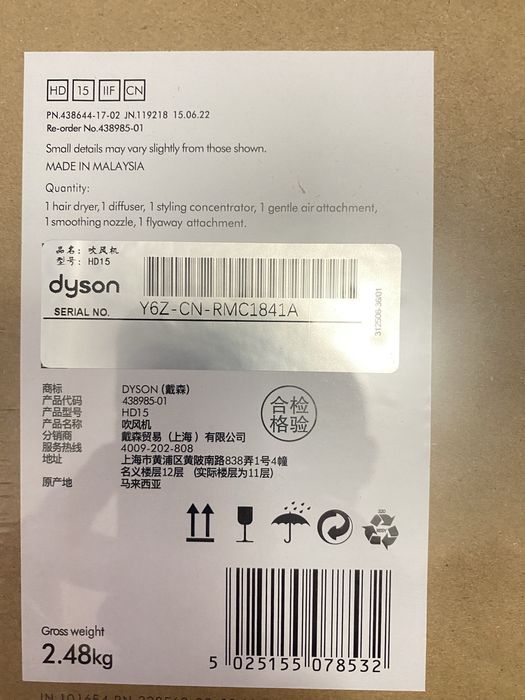 HD 15 IIF CN
PN.438644-17-02 JN.119218 15.06.22
Re-order No.438985-01
Small details may vary slightly from those shown.
MADE IN MALAYSIA
Quantity:
1 hair dryer, 1 diffuser, 1 styling concentrator, 1 gentle air attachment,
1 smoothing nozzle, 1 flyaway attachment.
品名: 吹风机
型号: HD15
dyson
SERIAL NO. Y6Z-CN-RMC1841A
312506-36/01
商标 DYSON (戴森)
产品代码 438985-01
产品型号 HD15
产品名称 吹风机
分销商 戴森贸易（上海）有限公司
服务热线 4009-202-808
地址 上海市黄浦区黄陂南路838弄1号4幢
名义楼层12层 （实际楼层为11层）
原产地 马来西亚
合检
格验
Gross weight
2.48kg
5 025155 078532